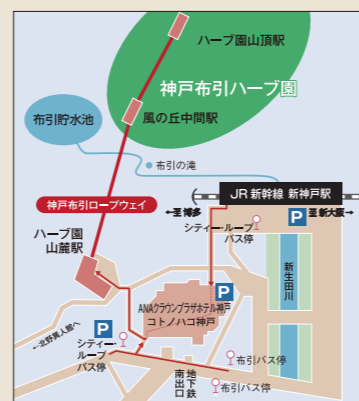 ハーブ園山頂駅
神戸布引ハーブ園
風の丘中間駅
布引貯水池
布引の滝
JR 新幹線 新神戸駅
神戸布引ロープウェイ
←至 博多
至 新大阪→
P
シティー・ループ
バス停
ハーブ園
山麓駅
新生田川
P
ANAクラウンプラザホテル神戸
コトノハコ神戸
P
←北野異人館へ
シティー・
ループ
バス停
布引バス停
地下鉄
南出口
布引バス停